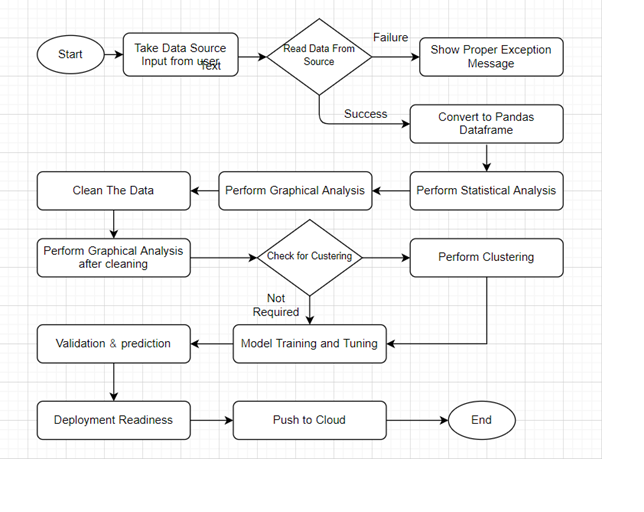 Start
Take Data Source
Input from user
Text
Read Data From
Source
Failure
Show Proper Exception
Message
Success
Convert to Pandas
Dataframe
Clean The Data
Perform Graphical Analysis
Perform Statistical Analysis
Perform Graphical Analysis
after cleaning
Check for Custering
Perform Clustering
Not
Required
Validation & prediction
Model Training and Tuning
Deployment Readiness
Push to Cloud
End